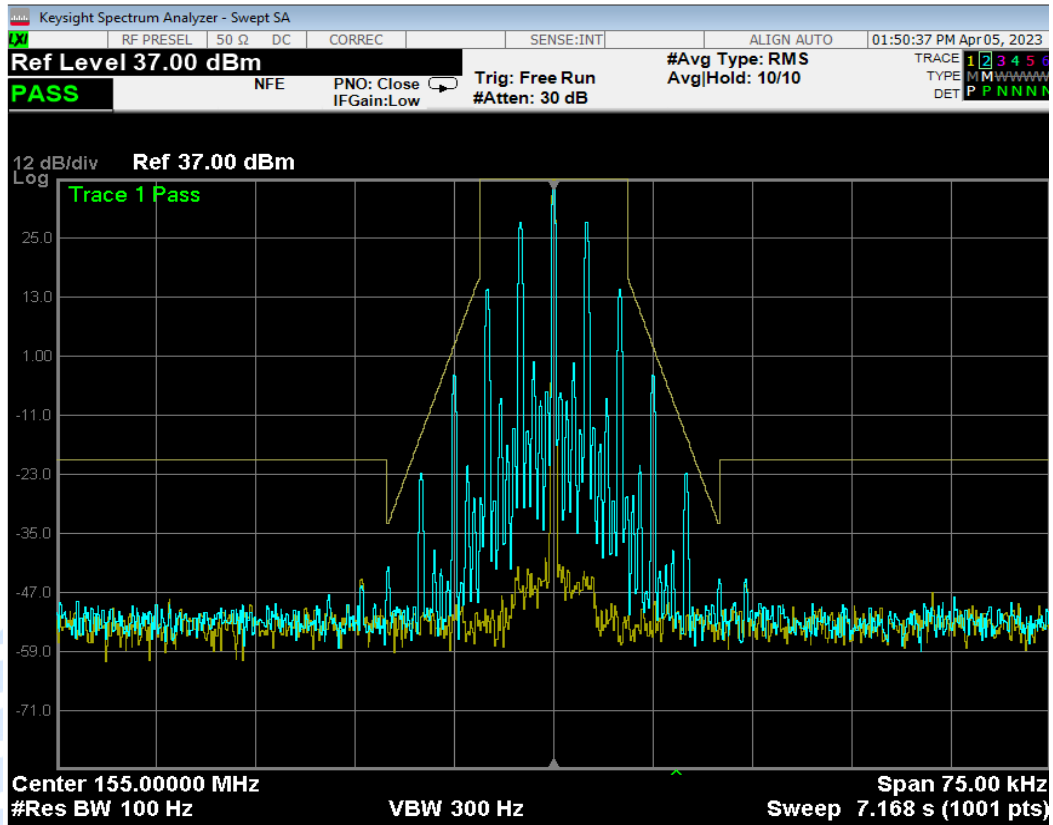 Keysight Spectrum Analyzer - Swept SA
LXI RF PRESEL 50 Ω DC CORREC SENSE:INT ALIGN AUTO 01:50:37 PM Apr 05, 2023
Ref Level 37.00 dBm #Avg Type: RMS TRACE 1 2 3 4 5 6
PASS NFE PNO: Close Trig: Free Run Avg|Hold: 10/10 TYPE M M W W W W W
IFGain:Low #Atten: 30 dB DET P P N N N N
12 dB/div Ref 37.00 dBm
Log
Trace 1 Pass
25.0
13.0
1.00
-11.0
-23.0
-35.0
-47.0
-59.0
-71.0
Center 155.00000 MHz Span 75.00 kHz
#Res BW 100 Hz VBW 300 Hz Sweep 7.168 s (1001 pts)